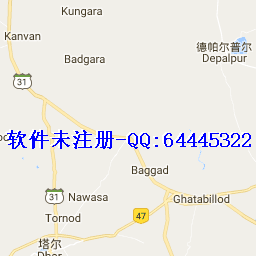 Kungara
Kanvan
德帕尔普尔
Depalpur
Badgara
31
软件未注册-QQ:64445322
Baggad
31
Nawasa
Ghatabillod
47
Tornod
塔尔
Dhar